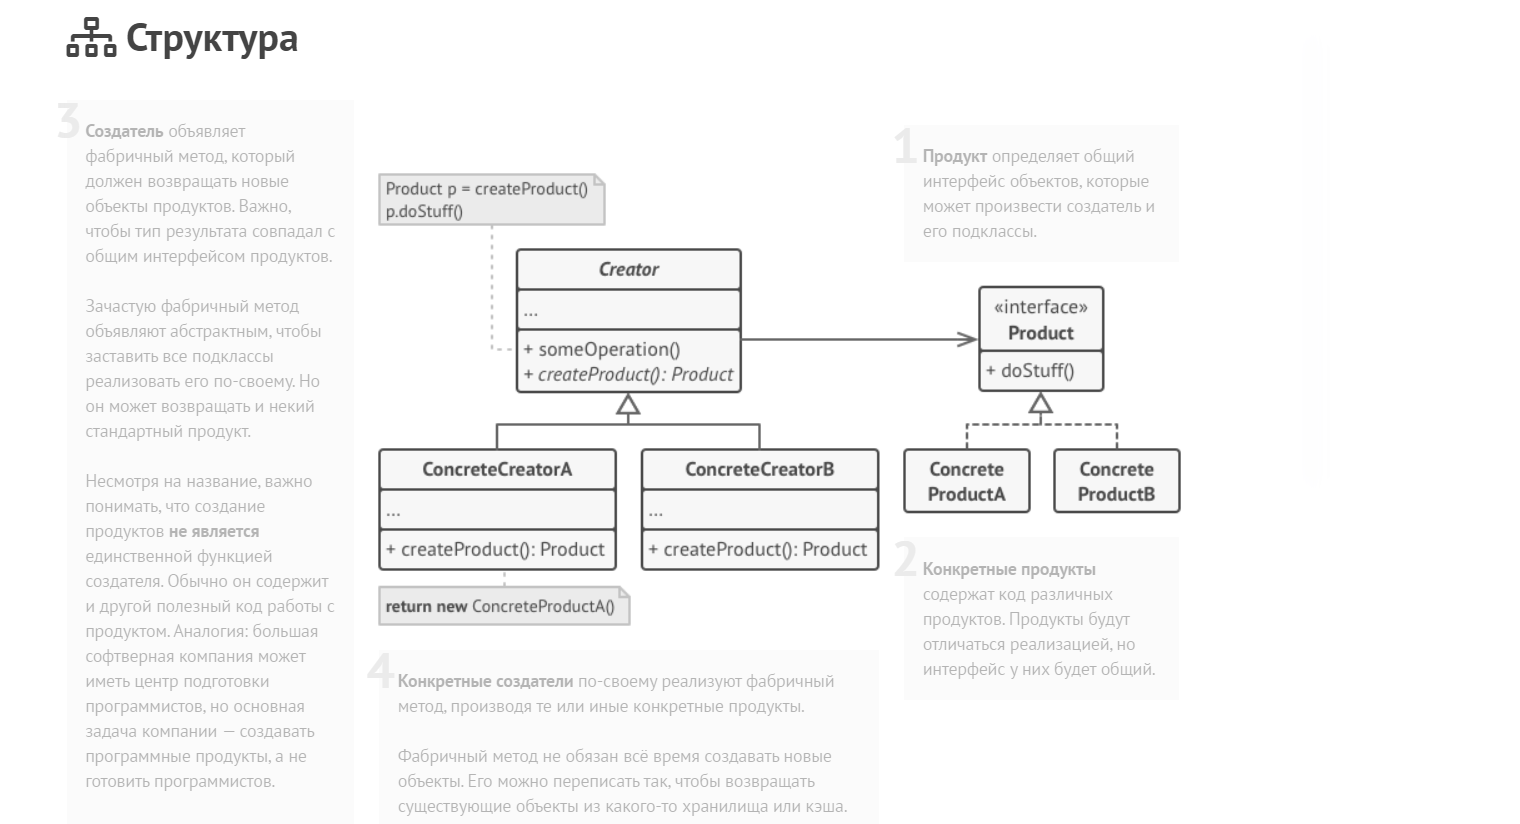 Структура
3
Создатель объявляет
фабричный метод, который
должен возвращать новые
объекты продуктов. Важно,
чтобы тип результата совпадал с
общим интерфейсом продуктов.
Зачастую фабричный метод
объявляют абстрактным, чтобы
заставить все подклассы
реализовать его по-своему. Но
он может возвращать и некий
стандартный продукт.
Несмотря на название, важно
понимать, что создание
продуктов не является
единственной функцией
создателя. Обычно он содержит
и другой полезный код работы с
продуктом. Аналогия: большая
софтверная компания может
иметь центр подготовки
программистов, но основная
задача компании — создавать
программные продукты, а не
готовить программистов.
Product p = createProduct()
p.doStuff()
Creator
...
+ someOperation()
+ createProduct(): Product
ConcreteCreatorA
...
+ createProduct(): Product
return new ConcreteProductA()
ConcreteCreatorB
...
+ createProduct(): Product
1
Продукт определяет общий
интерфейс объектов, которые
может произвести создатель и
его подклассы.
«interface»
Product
+ doStuff()
Concrete
ProductA
Concrete
ProductB
2
Конкретные продукты
содержат код различных
продуктов. Продукты будут
отличаться реализацией, но
интерфейс у них будет общий.
4
Конкретные создатели по-своему реализуют фабричный
метод, производя те или иные конкретные продукты.
Фабричный метод не обязан всё время создавать новые
объекты. Его можно переписать так, чтобы возвращать
существующие объекты из какого-то хранилища или кэша.